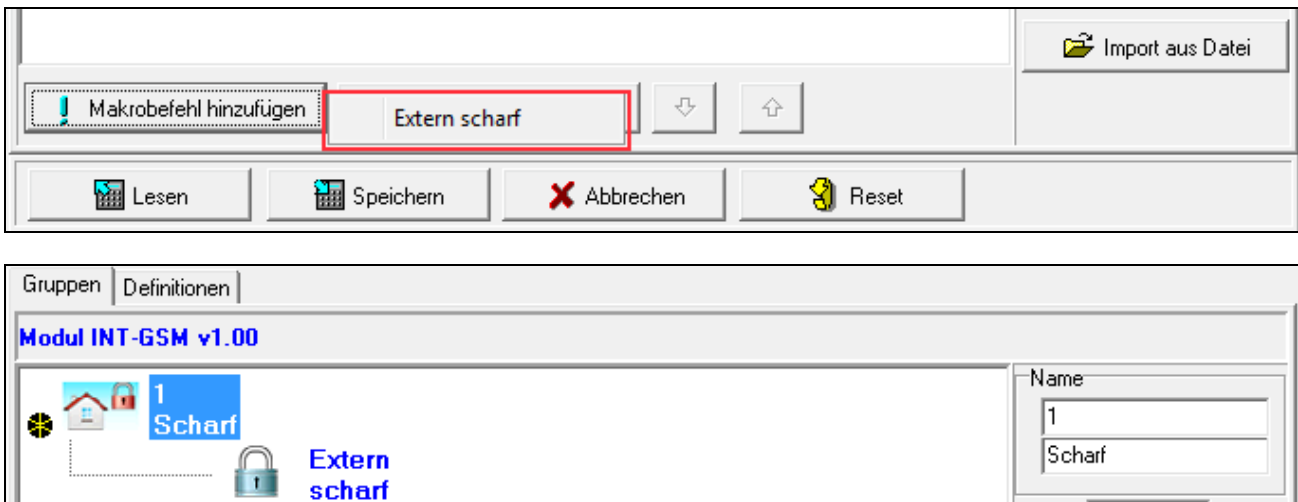 Import aus Datei
Makrobefehl hinzufügen
Extern scharf
Lesen
Speichern
Abbrechen
Reset
Gruppen
Definitionen
Modul INT-GSM v1.00
Name
1
Scharf
1
Scharf
Extern
scharf